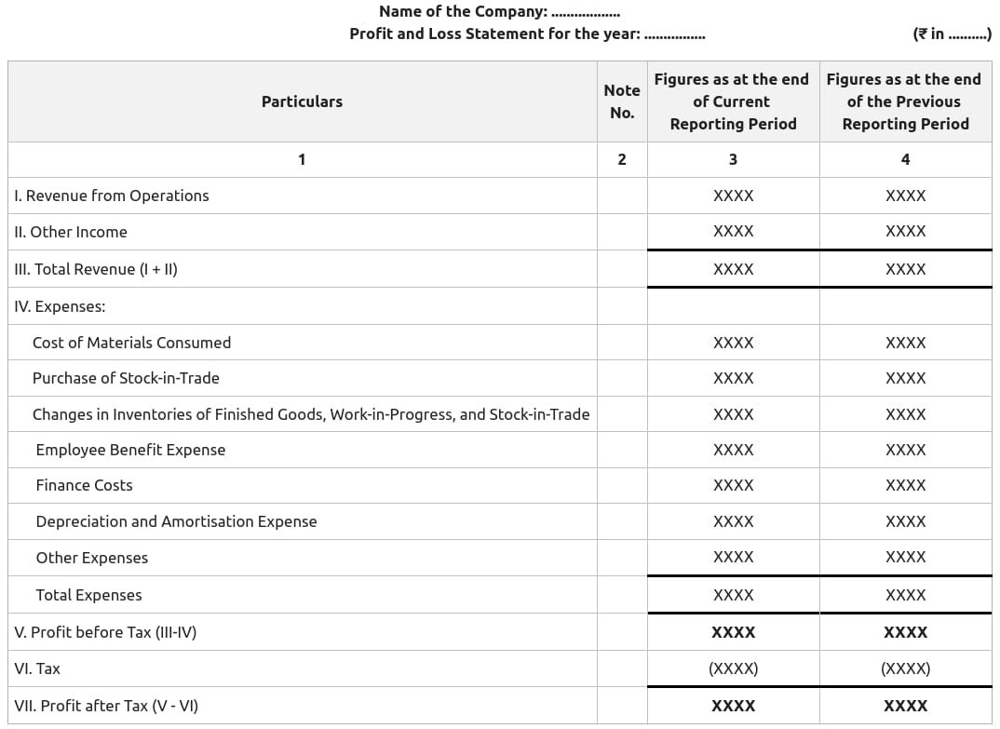 Name of the Company: ..................
Profit and Loss Statement for the year: ................ (₹ in ..........)
Particulars Note No. Figures as at the end of Current Reporting Period Figures as at the end of the Previous Reporting Period
1 2 3 4
I. Revenue from Operations XXXX XXXX
II. Other Income XXXX XXXX
III. Total Revenue (I + II) XXXX XXXX
IV. Expenses:
Cost of Materials Consumed XXXX XXXX
Purchase of Stock-in-Trade XXXX XXXX
Changes in Inventories of Finished Goods, Work-in-Progress, and Stock-in-Trade XXXX XXXX
Employee Benefit Expense XXXX XXXX
Finance Costs XXXX XXXX
Depreciation and Amortisation Expense XXXX XXXX
Other Expenses XXXX XXXX
Total Expenses XXXX XXXX
V. Profit before Tax (III-IV) XXXX XXXX
VI. Tax (XXXX) (XXXX)
VII. Profit after Tax (V - VI) XXXX XXXX